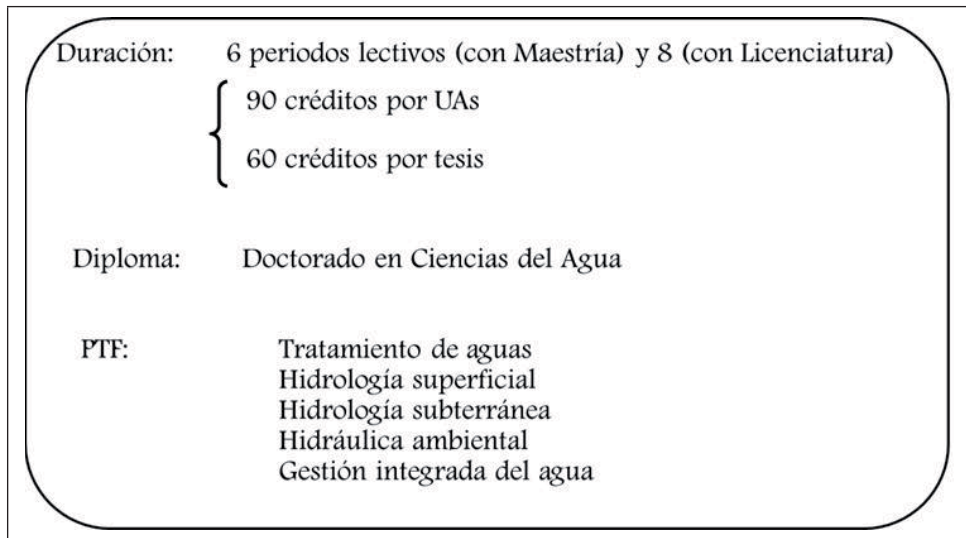 Duración: 6 periodos lectivos (con Maestría) y 8 (con Licenciatura)
90 créditos por UAs
60 créditos por tesis
Diploma: Doctorado en Ciencias del Agua
PTF: Tratamiento de aguas
Hidrología superficial
Hidrología subterránea
Hidráulica ambiental
Gestión integrada del agua